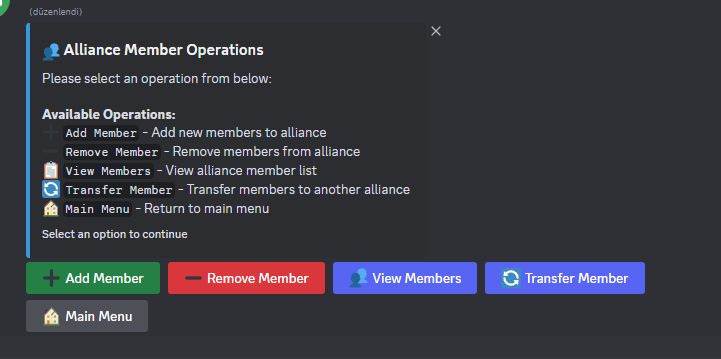 (düzenlendi)
Alliance Member Operations
Please select an operation from below:
Available Operations:
Add Member - Add new members to alliance
Remove Member - Remove members from alliance
View Members - View alliance member list
Transfer Member - Transfer members to another alliance
Main Menu - Return to main menu
Select an option to continue
Add Member Remove Member View Members Transfer Member
Main Menu